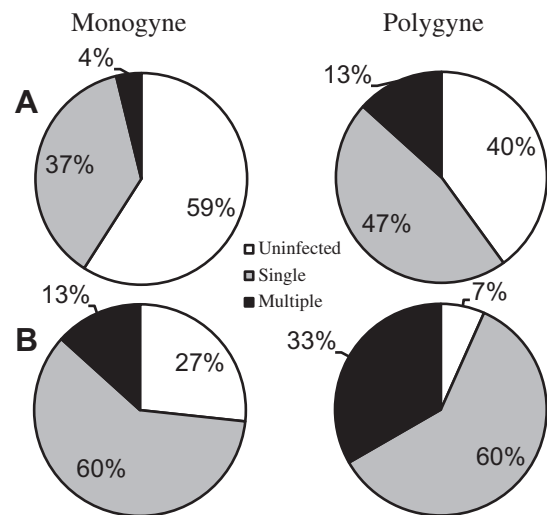 Monogyne
Polygyne
A
4%
37%
59%
13%
40%
47%
Uninfected
Single
Multiple
B
13%
27%
60%
7%
33%
60%